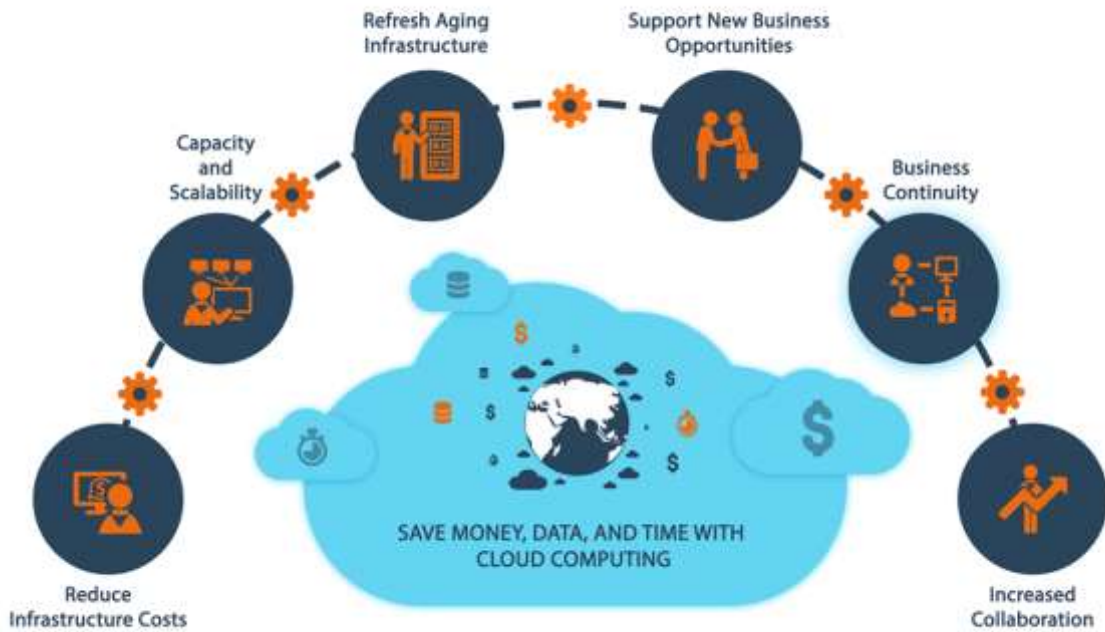 Refresh Aging
Infrastructure
Support New Business
Opportunities
Capacity
and
Scalability
Business
Continuity
SAVE MONEY, DATA, AND TIME WITH
CLOUD COMPUTING
Reduce
Infrastructure Costs
Increased
Collaboration